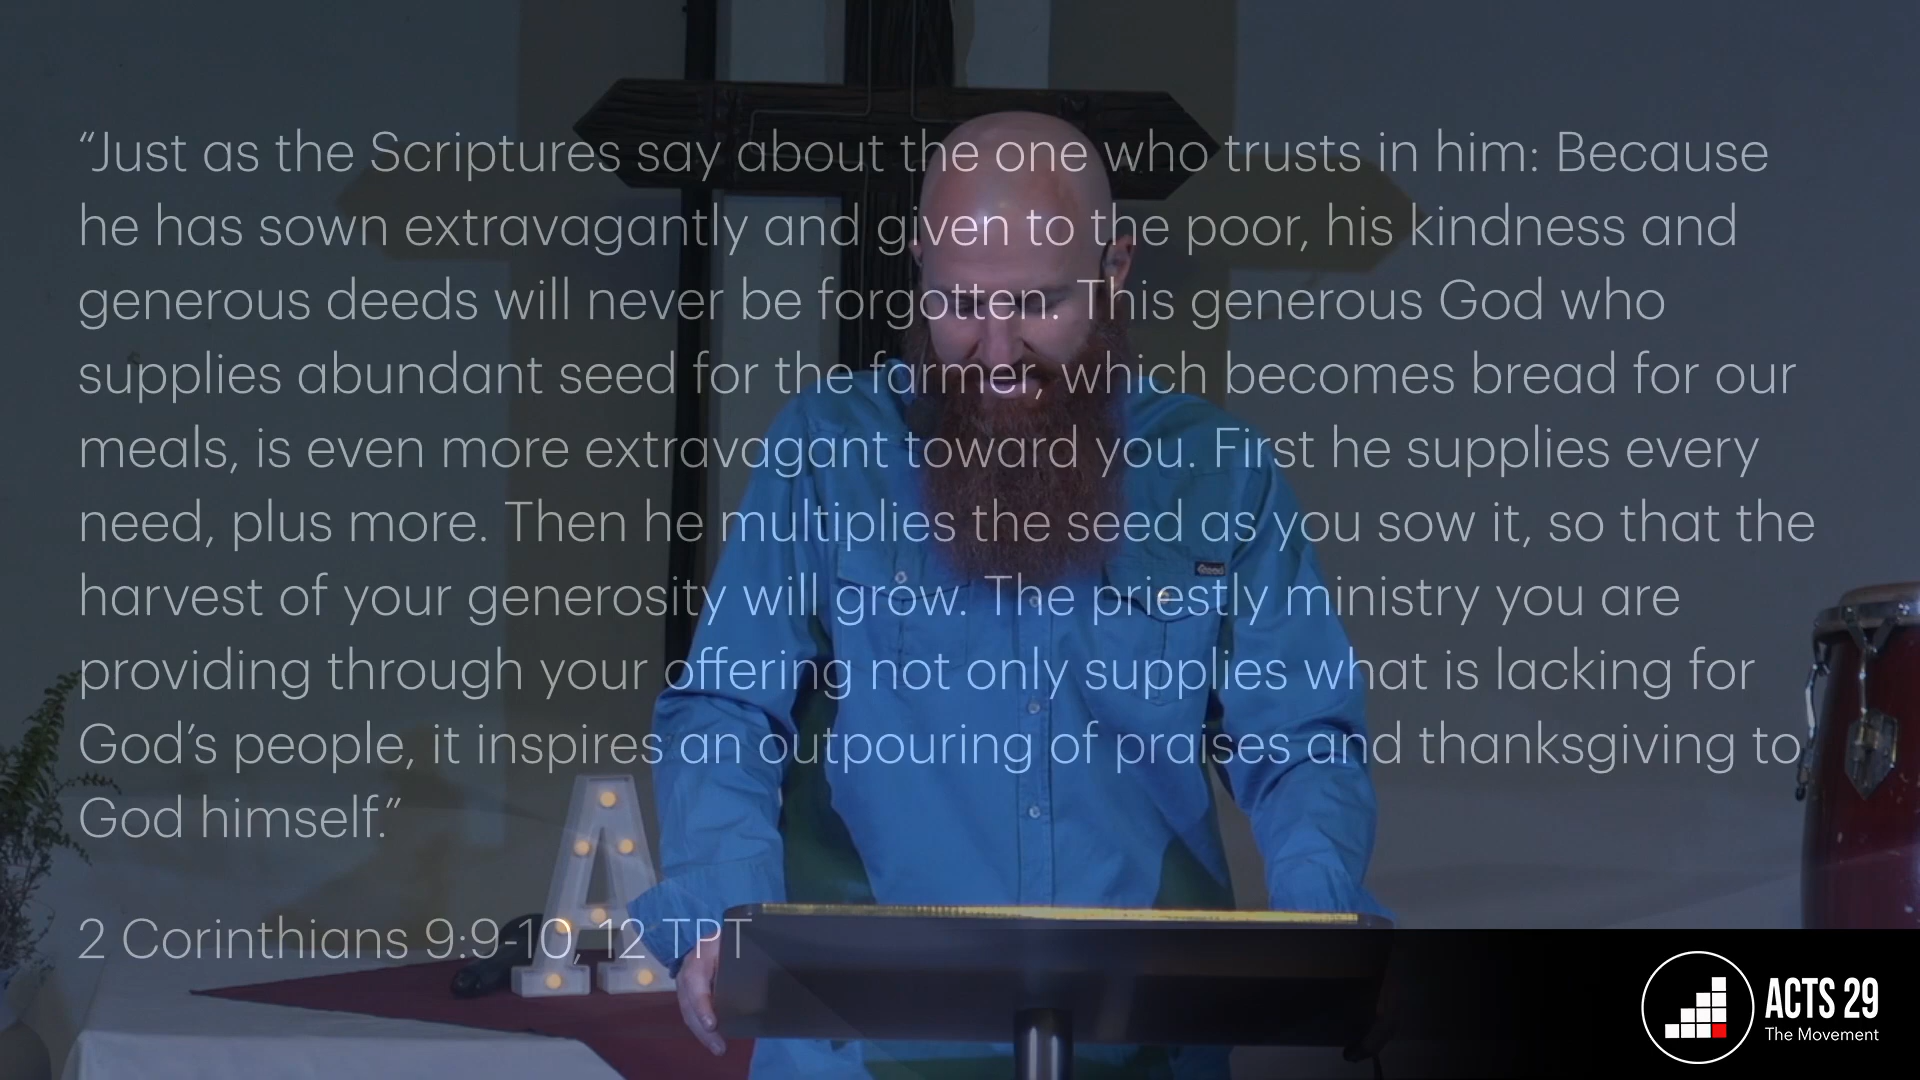 “Just as the Scriptures say about the one who trusts in him: Because
he has sown extravagantly and given to the poor, his kindness and
generous deeds will never be forgotten. This generous God who
supplies abundant seed for the farmer, which becomes bread for our
meals, is even more extravagant toward you. First he supplies every
need, plus more. Then he multiplies the seed as you sow it, so that the
harvest of your generosity will grow. The priestly ministry you are
providing through your offering not only supplies what is lacking for
God’s people, it inspires an outpouring of praises and thanksgiving to
God himself.”
2 Corinthians 9:9-10, 12 TPT
A
ACTS 29
The Movement